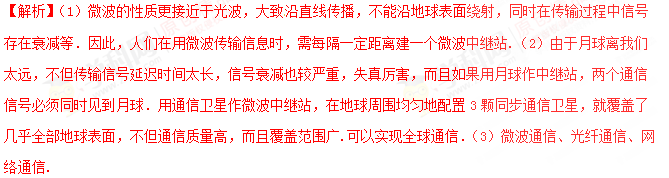 【解析】（1）微波的性质更接近于光波，大致沿直线传播，不能沿地球表面绕射，同时在传输过程中信号
存在衰减等．因此，人们在用微波传输信息时，需每隔一定距离建一个微波中继站．（2）由于月球离我们
太远，不但传输信号延迟时间太长，信号衰减也较严重，失真厉害，而且如果用月球作中继站，两个通信
信号必须同时见到月球．用通信卫星作微波中继站，在地球周围均匀地配置 3 颗同步通信卫星，就覆盖了
几乎全部地球表面，不但通信质量高，而且覆盖范围广．可以实现全球通信．（3）微波通信、光纤通信、网
络通信．